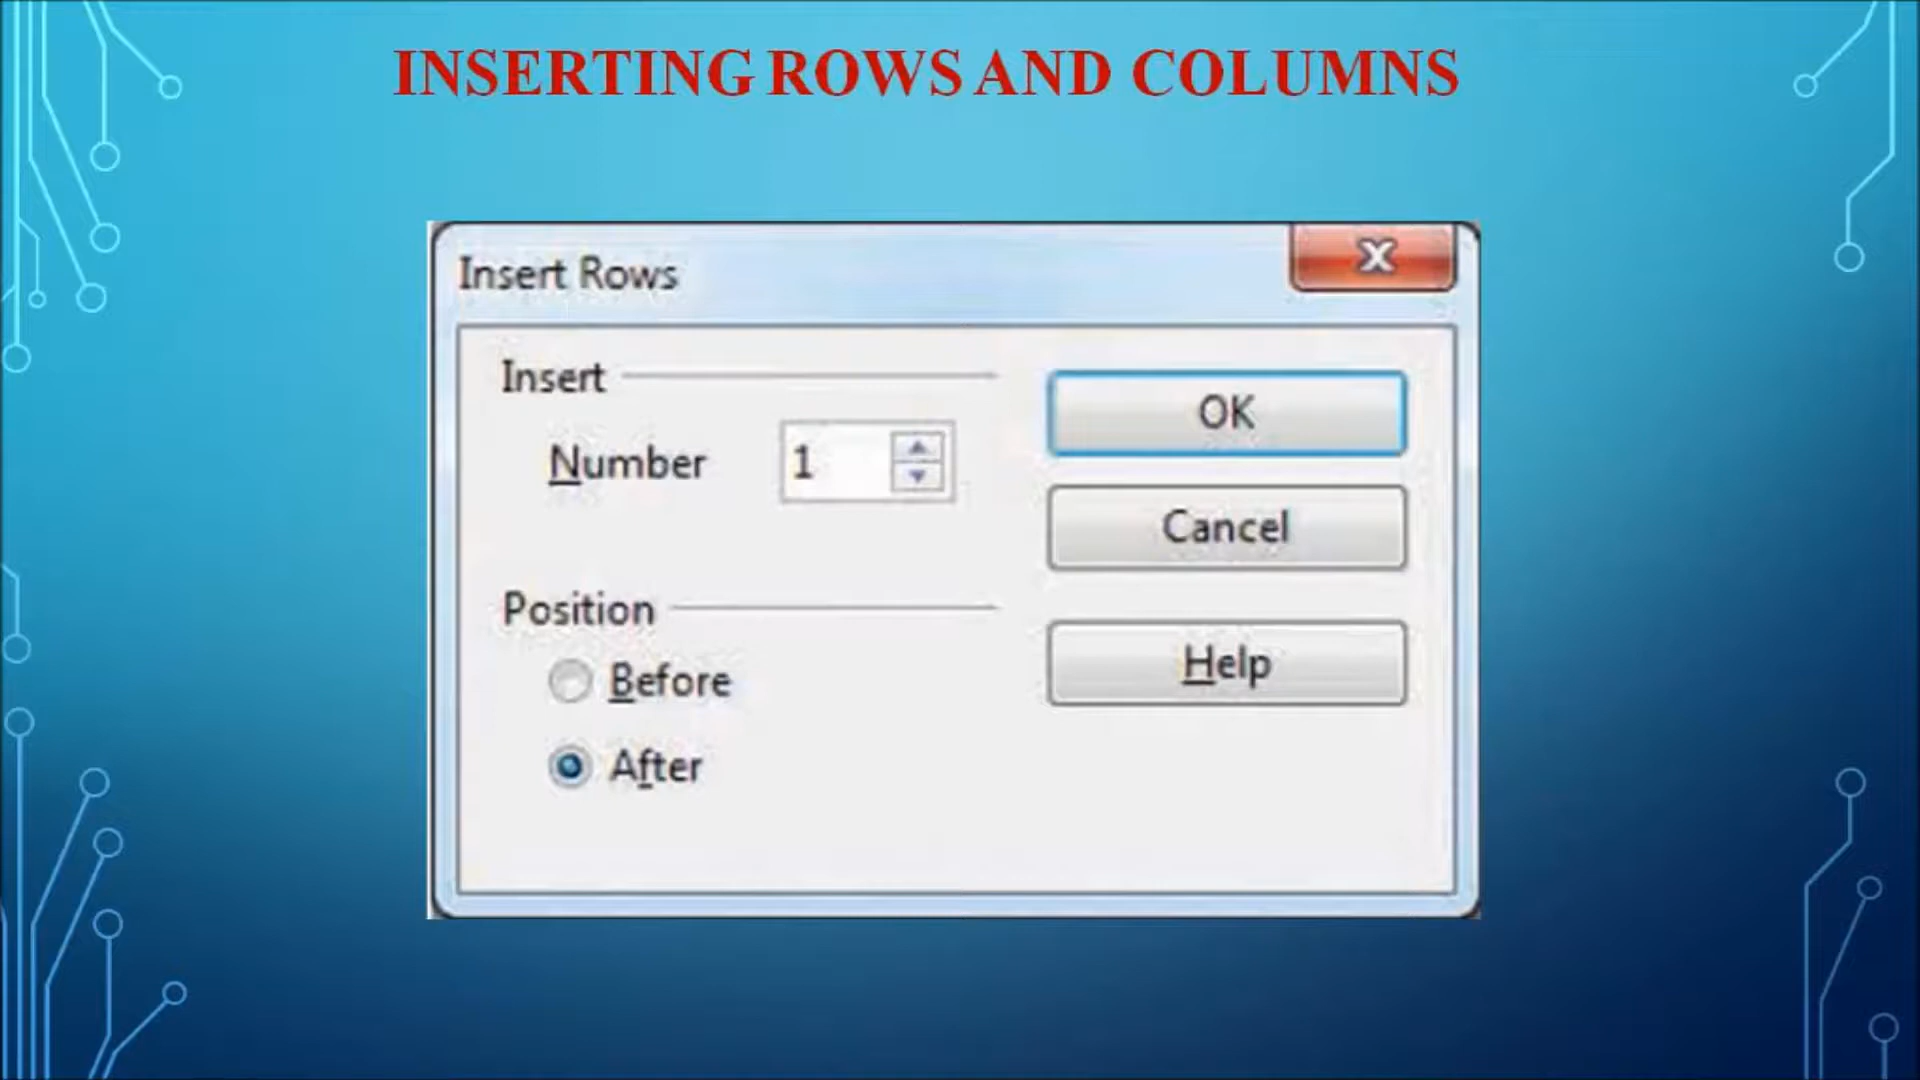 INSERTING ROWS AND COLUMNS
Insert Rows
x
Insert
Number 1
Position
Before
After
OK
Cancel
Help